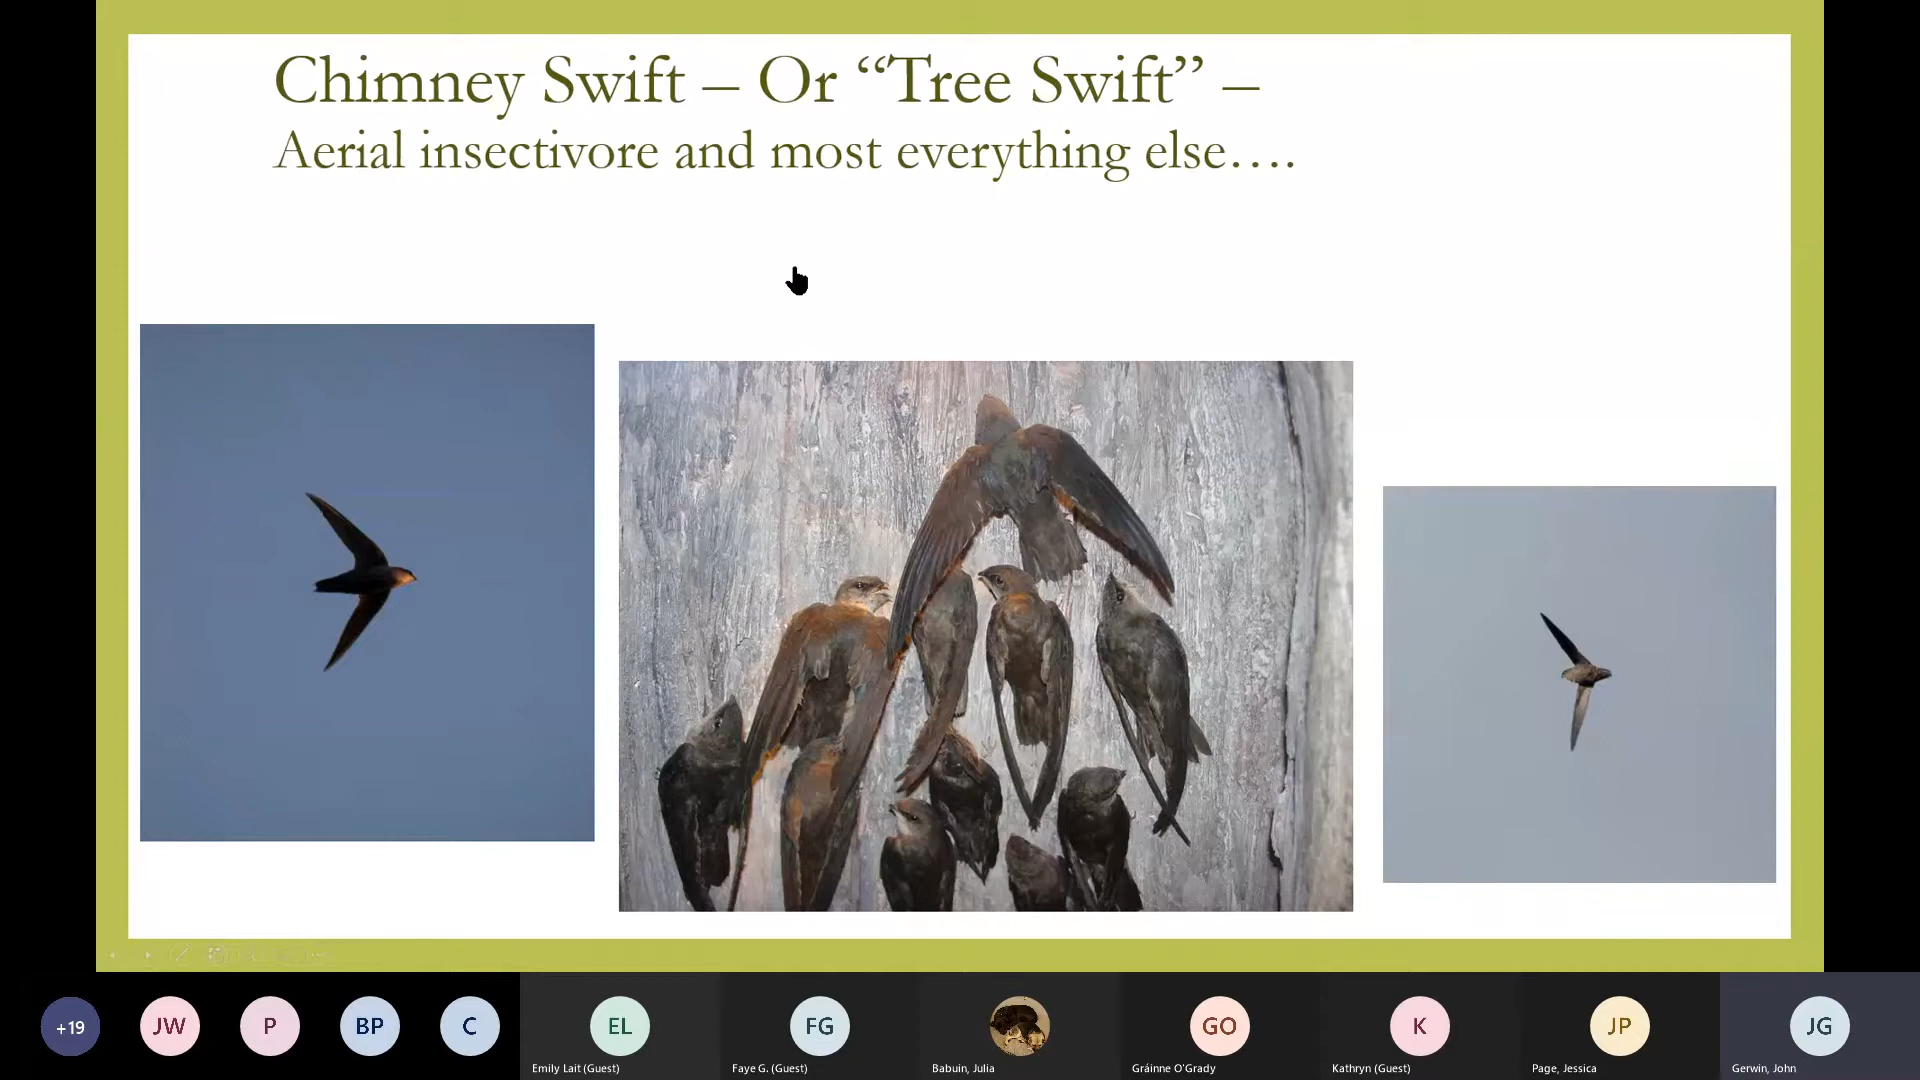 Chimney Swift – Or “Tree Swift” –
Aerial insectivore and most everything else….
+19
JW
P
BP
C
EL
FG
GO
K
JP
JG
Emily Lait (Guest)
Faye G. (Guest)
Babuin, Julia
Gráinne O'Grady
Kathryn (Guest)
Page, Jessica
Gerwin, John